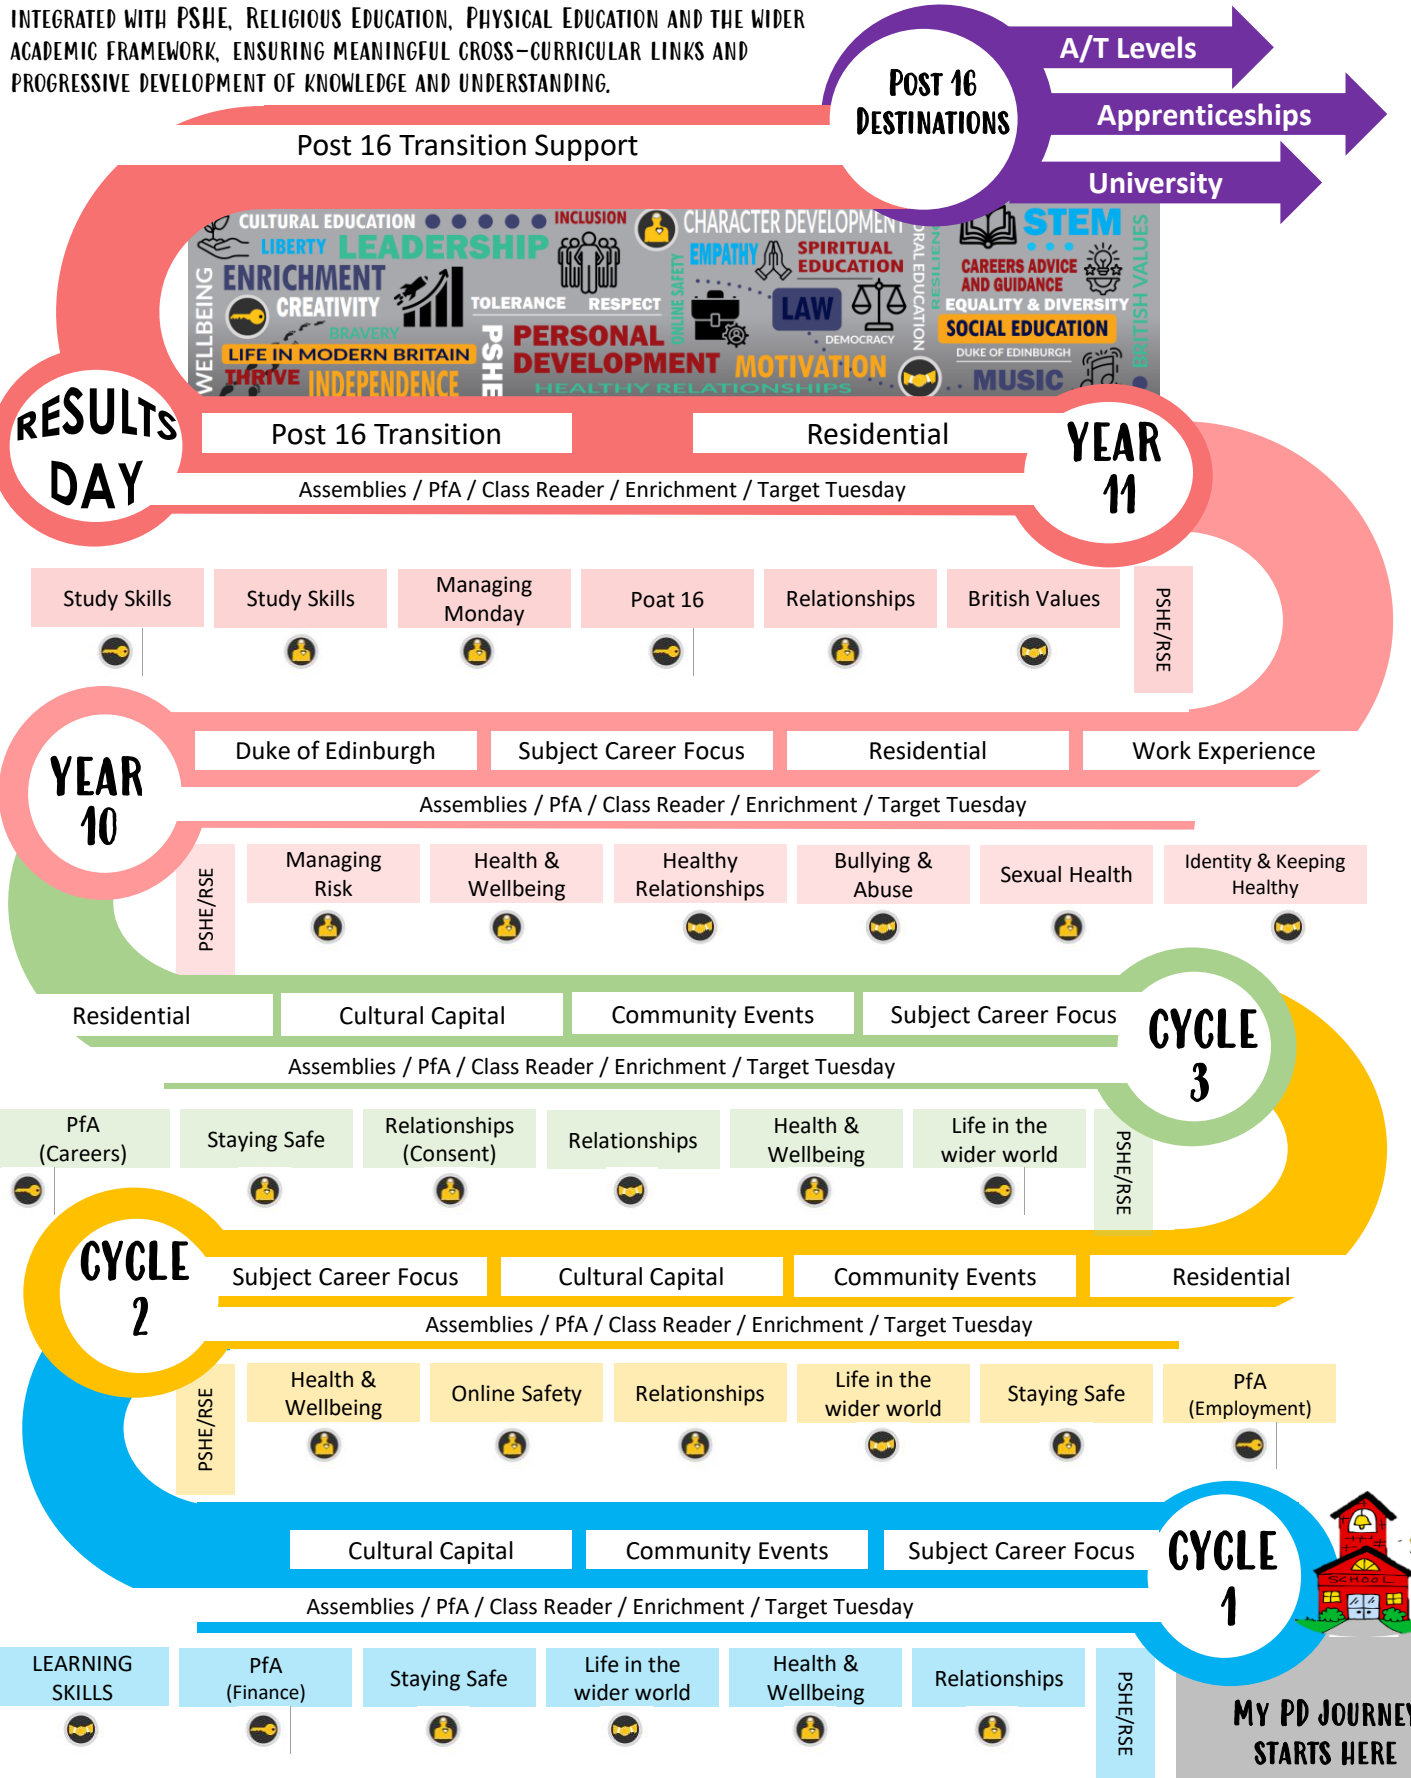 INTEGRATED WITH PSHE, RELIGIOUS EDUCATION, PHYSICAL EDUCATION AND THE WIDER
ACADEMIC FRAMEWORK, ENSURING MEANINGFUL CROSS-CURRICULAR LINKS AND
PROGRESSIVE DEVELOPMENT OF KNOWLEDGE AND UNDERSTANDING.
A/T Levels
POST 16
DESTINATIONS
Apprenticeships
University
Post 16 Transition Support
CULTURAL EDUCATION
INCLUSION
CHARACTER DEVELOPMENT
STEM
LIBERTY
LEADERSHIP
EMPATHY
SPIRITUAL
EDUCATION
ENRICHMENT
CREATIVITY
WELLBEING
TOLERANCE
RESPECT
ONLINE SAFETY
LAW
ORAL EDUCATION
RESILIENC
CAREERS ADVICE
AND GUIDANCE
EQUALITY & DIVERSITY
BRITISH VALUES
BRAVERY
PSHE
PERSONAL
DEVELOPMENT
DEMOCRACY
SOCIAL EDUCATION
LIFE IN MODERN BRITAIN
DUKE OF EDINBURGH
THRIVE
INDEPENDENCE
MOTIVATION
HEALTHY RELATIONSHIPS
MUSIC
RESULTS
DAY
Post 16 Transition
Residential
YEAR
11
Assemblies / PfA / Class Reader / Enrichment / Target Tuesday
Study Skills
Study Skills
Managing
Monday
Poat 16
Relationships
British Values
PSHE/RSE
YEAR
10
Duke of Edinburgh
Subject Career Focus
Residential
Work Experience
Assemblies / PfA / Class Reader / Enrichment / Target Tuesday
PSHE/RSE
Managing
Risk
Health &
Wellbeing
Healthy
Relationships
Bullying &
Abuse
Sexual Health
Identity & Keeping
Healthy
Residential
Cultural Capital
Community Events
Subject Career Focus
CYCLE
3
Assemblies / PfA / Class Reader / Enrichment / Target Tuesday
PfA
(Careers)
Staying Safe
Relationships
(Consent)
Relationships
Health &
Wellbeing
Life in the
wider world
PSHE/RSE
CYCLE
2
Subject Career Focus
Cultural Capital
Community Events
Residential
Assemblies / PfA / Class Reader / Enrichment / Target Tuesday
PSHE/RSE
Health &
Wellbeing
Online Safety
Relationships
Life in the
wider world
Staying Safe
PfA
(Employment)
Cultural Capital
Community Events
Subject Career Focus
CYCLE
1
SCHOOL
Assemblies / PfA / Class Reader / Enrichment / Target Tuesday
LEARNING
SKILLS
PfA
(Finance)
Staying Safe
Life in the
wider world
Health &
Wellbeing
Relationships
PSHE/RSE
MY PD JOURNEY
STARTS HERE